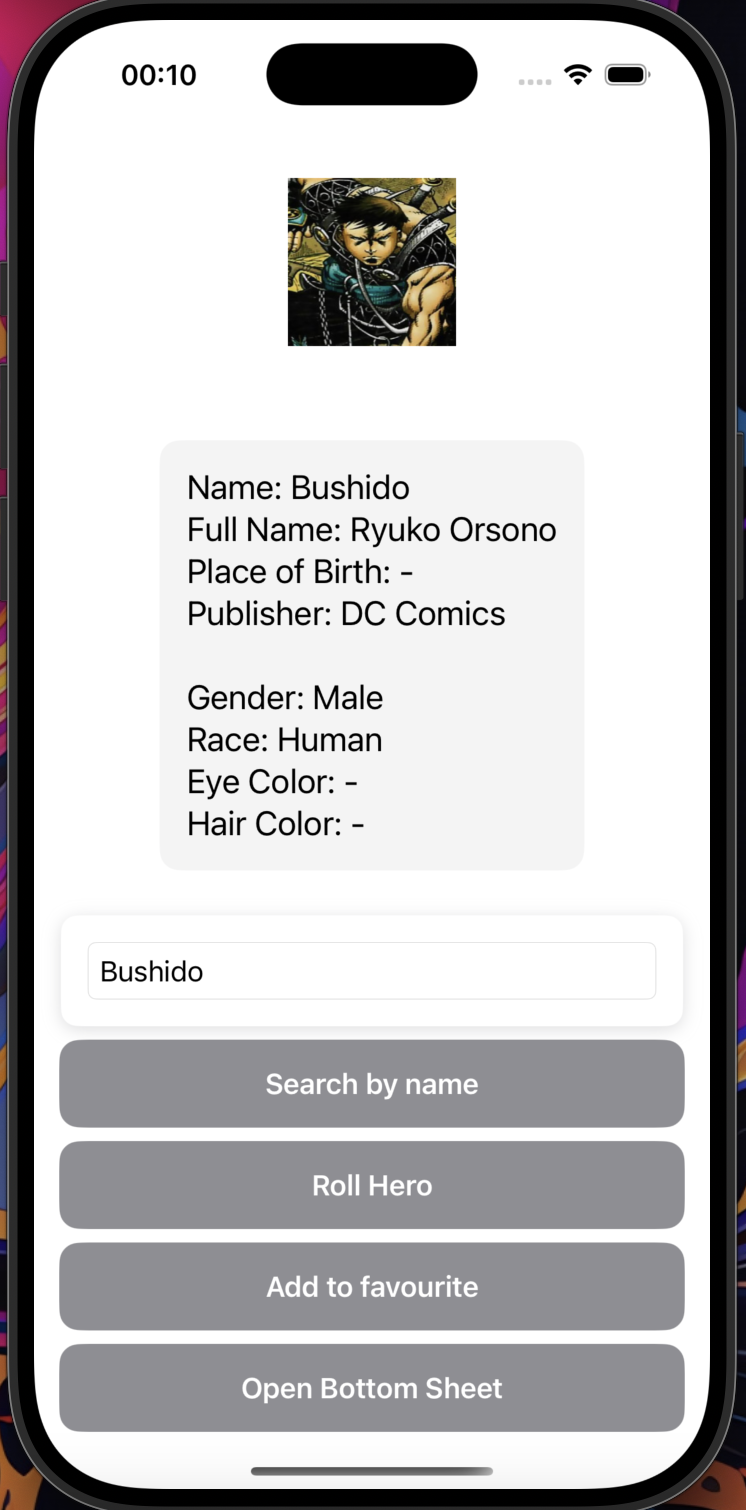 00:10
Name: Bushido
Full Name: Ryuko Orsono
Place of Birth: -
Publisher: DC Comics
Gender: Male
Race: Human
Eye Color: -
Hair Color: -
Bushido
Search by name
Roll Hero
Add to favourite
Open Bottom Sheet